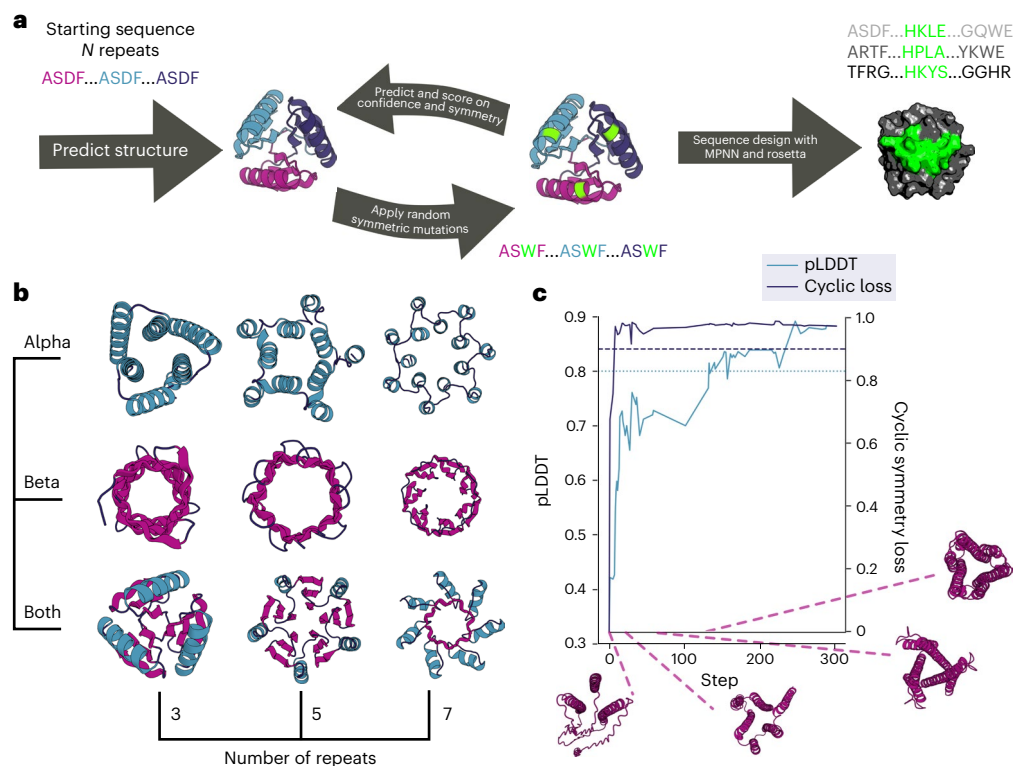 a
Starting sequence
N repeats
ASDF...ASDF...ASDF
Predict structure
Predict and score on
confidence and symmetry
Apply random
symmetric mutations
ASWF...ASWF...ASWF
Sequence design with
MPNN and rosetta
ASDF...HKLE...GQWE
ARTF...HPLA...YKWE
TFRG...HKYS...GGHR
b
Alpha
Beta
Both
3
5
7
Number of repeats
c
pLDDT
Cyclic loss
0.9
0.8
0.7
0.6
0.5
0.4
0.3
pLDDT
0
100
200
300
Step
1.0
0.8
0.6
0.4
0.2
0
Cyclic symmetry loss